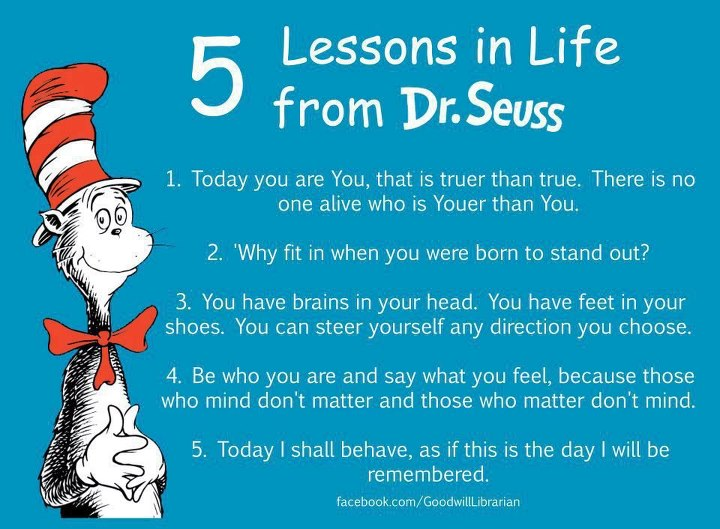 5 Lessons in Life
from Dr. Seuss
1. Today you are You, that is truer than true. There is no
one alive who is Youer than You.
2. 'Why fit in when you were born to stand out?
3. You have brains in your head. You have feet in your
shoes. You can steer yourself any direction you choose.
4. Be who you are and say what you feel, because those
who mind don't matter and those who matter don't mind.
5. Today I shall behave, as if this is the day I will be
remembered.
facebook.com/GoodwillLibrarian